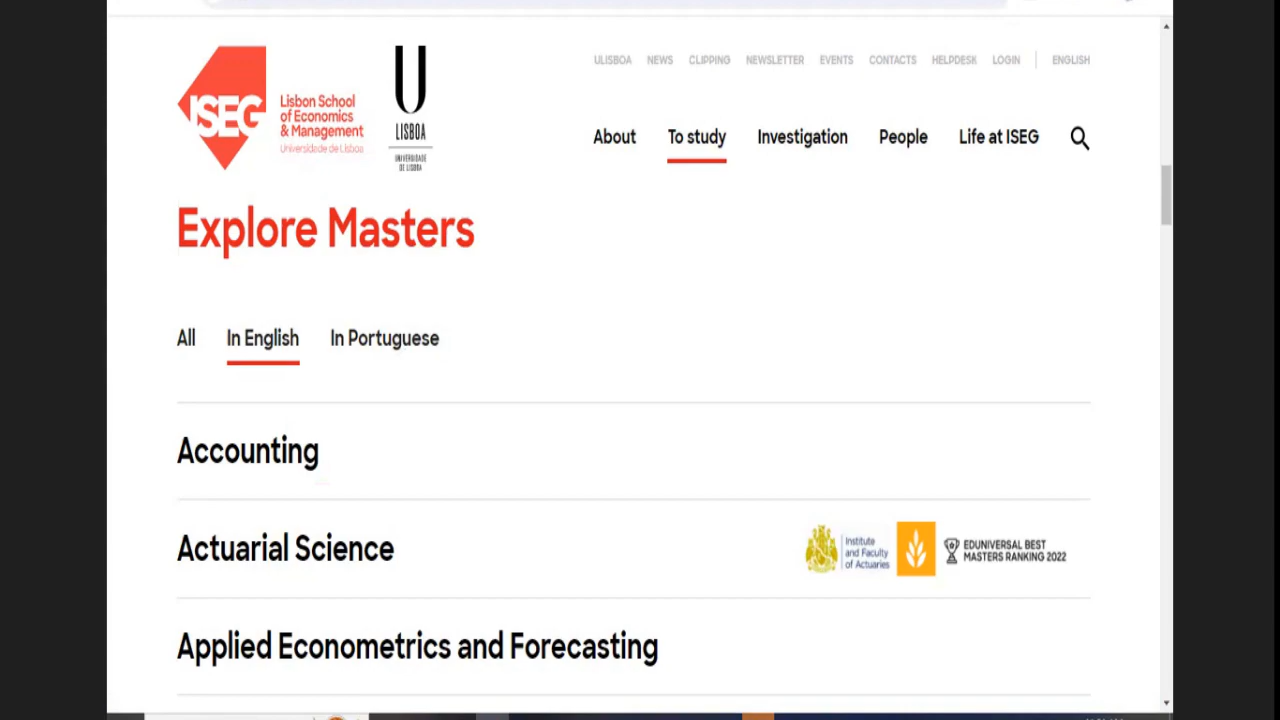 ULISBOA NEWS CLIPPING NEWSLETTER EVENTS CONTACTS HELPDESK LOGIN ENGLISH
ISEG
Lisbon School
of Economics
& Management
Universidade de Lisboa
U
LISBOA
UNIVERSIDADE
DE LISBOA
About To study Investigation People Life at ISEG
Explore Masters
All In English In Portuguese
Accounting
Actuarial Science
Institute
and Faculty
of Actuaries
EDUNIVERSAL BEST
MASTERS RANKING 2022
Applied Econometrics and Forecasting